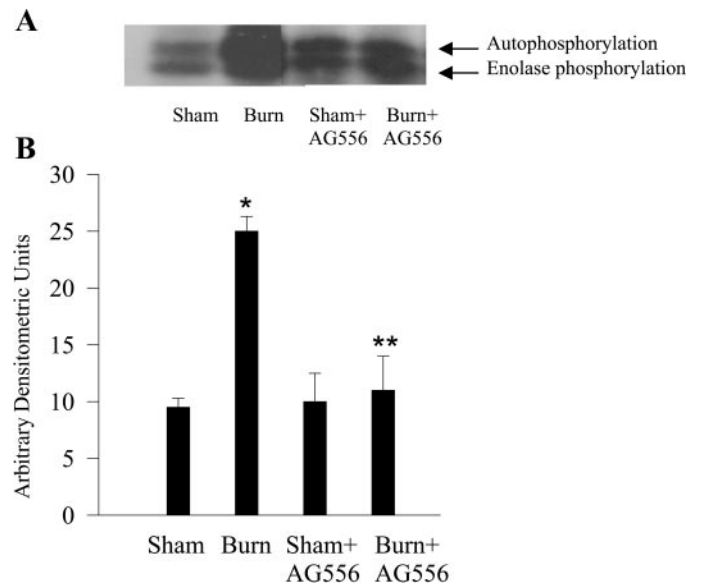 A
Autophosphorylation
Enolase phosphorylation
Sham Burn Sham+ Burn+
AG556 AG556
B
Arbitrary Densitometric Units
30
25
20
15
10
5
0
*
**
Sham Burn Sham+ Burn+
AG556 AG556